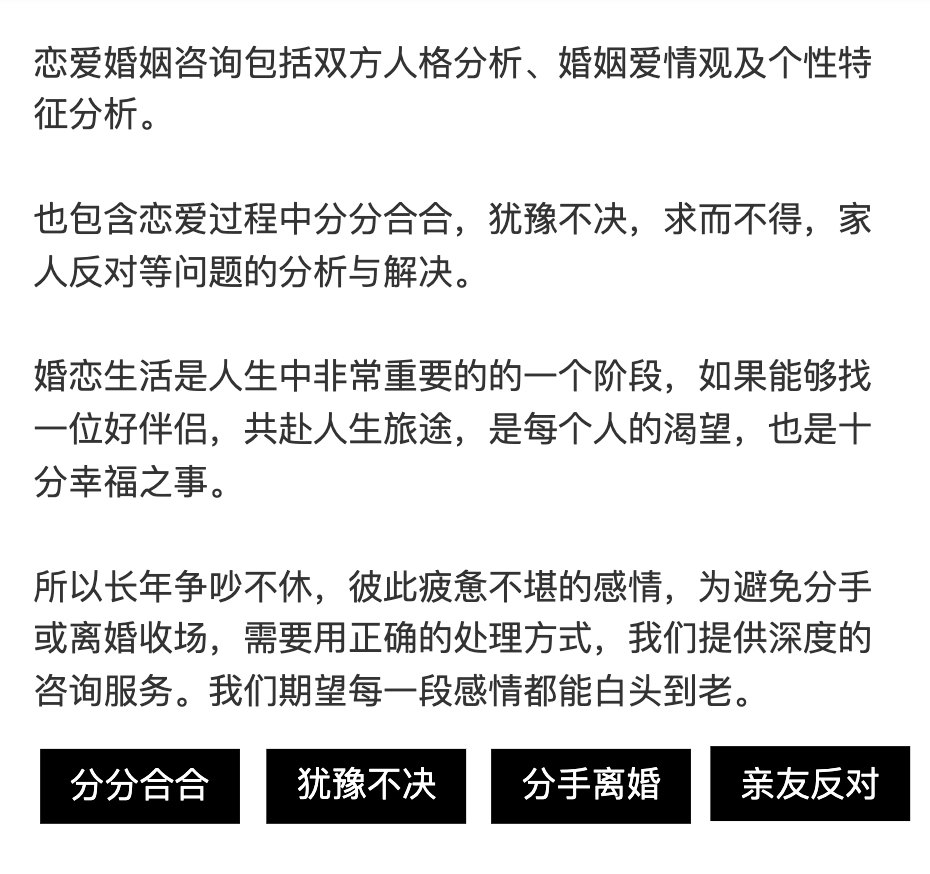 恋爱婚姻咨询包括双方人格分析、婚姻爱情观及个性特
征分析。
也包含恋爱过程中分分合合，犹豫不决，求而不得，家
人反对等问题的分析与解决。
婚恋生活是人生中非常重要的的一个阶段，如果能够找
一位好伴侣，共赴人生旅途，是每个人的渴望，也是十
分幸福之事。
所以长年争吵不休，彼此疲惫不堪的感情，为避免分手
或离婚收场，需要用正确的处理方式，我们提供深度的
咨询服务。我们期望每一段感情都能白头到老。
分分合合 犹豫不决 分手离婚 亲友反对